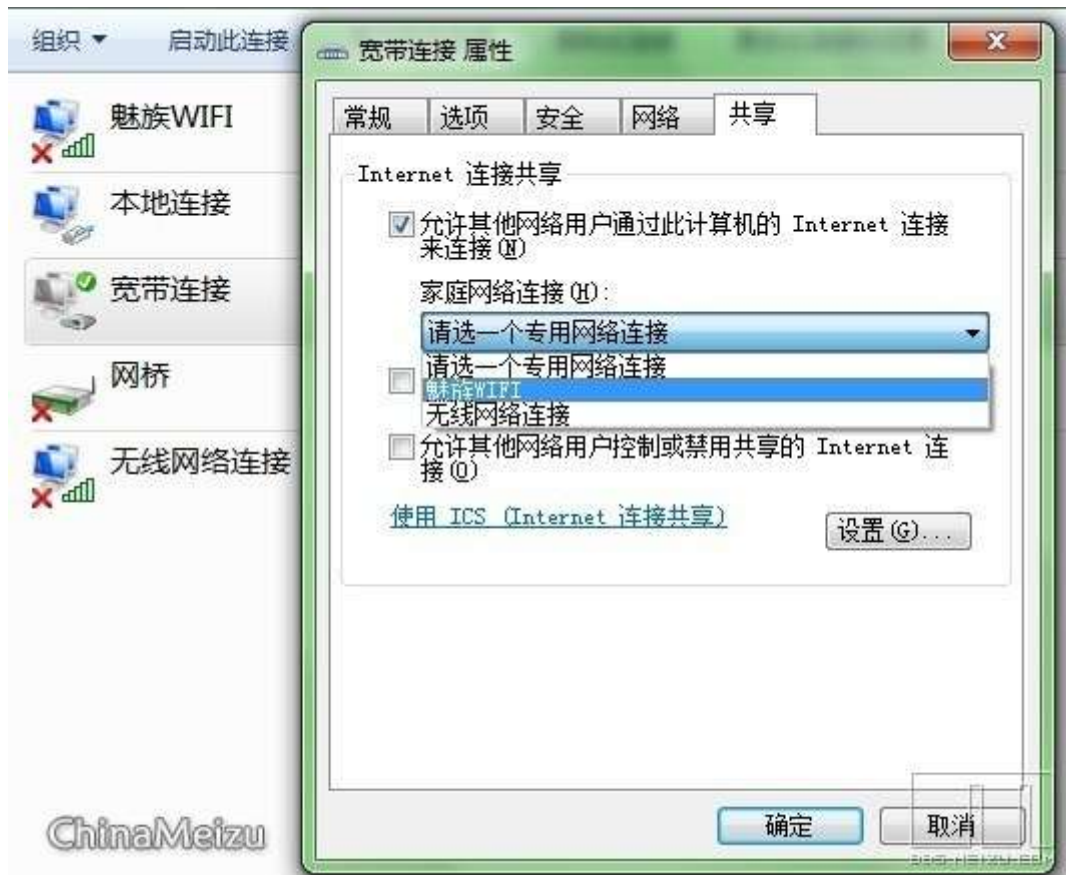 组织 启动此连接
宽带连接 属性
魅族WIFI
本地连接
宽带连接
网桥
无线网络连接
常规 选项 安全 网络 共享
Internet 连接共享
允许其他网络用户通过此计算机的 Internet 连接
来连接(N)
家庭网络连接(H):
请选一个专用网络连接
请选一个专用网络连接
魅族WIFI
无线网络连接
允许其他网络用户控制或禁用共享的 Internet 连
接(O)
使用 ICS (Internet 连接共享)
设置(G)...
确定 取消
ChinaMeizu
BBS.MEIZU.COM